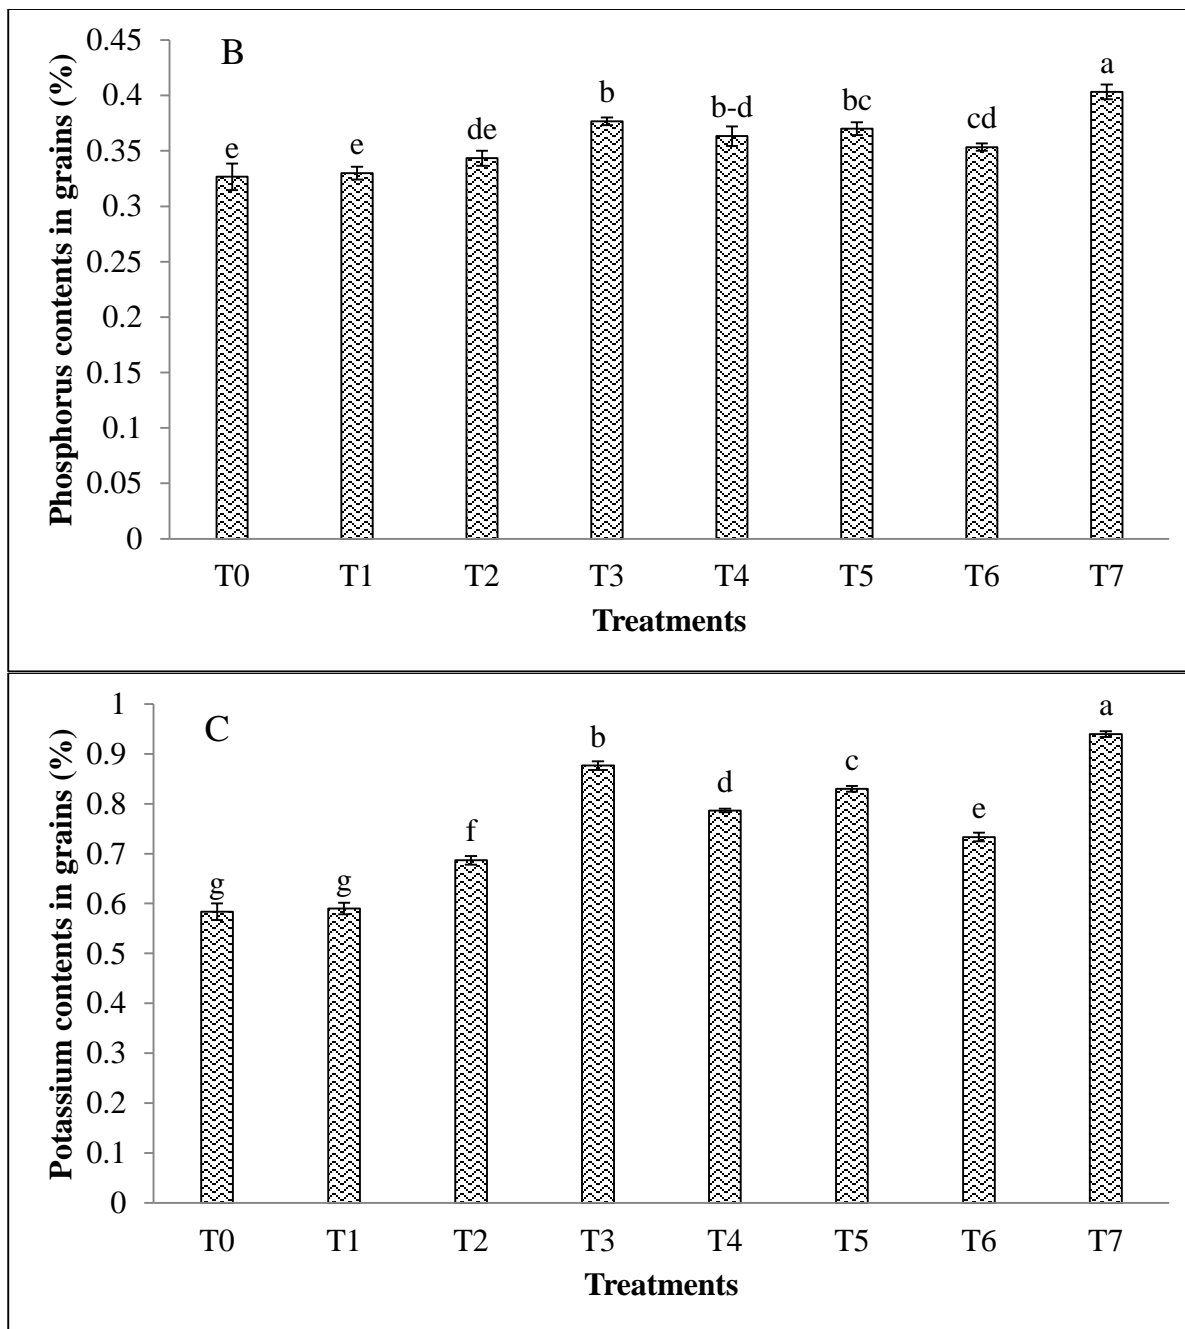 B
Phosphorus contents in grains (%)
0.45
0.4
0.35
0.3
0.25
0.2
0.15
0.1
0.05
0
e
e
de
b
b-d
bc
cd
a
T0 T1 T2 T3 T4 T5 T6 T7
Treatments
C
Potassium contents in grains (%)
1
0.9
0.8
0.7
0.6
0.5
0.4
0.3
0.2
0.1
0
g
g
f
b
d
c
e
a
T0 T1 T2 T3 T4 T5 T6 T7
Treatments